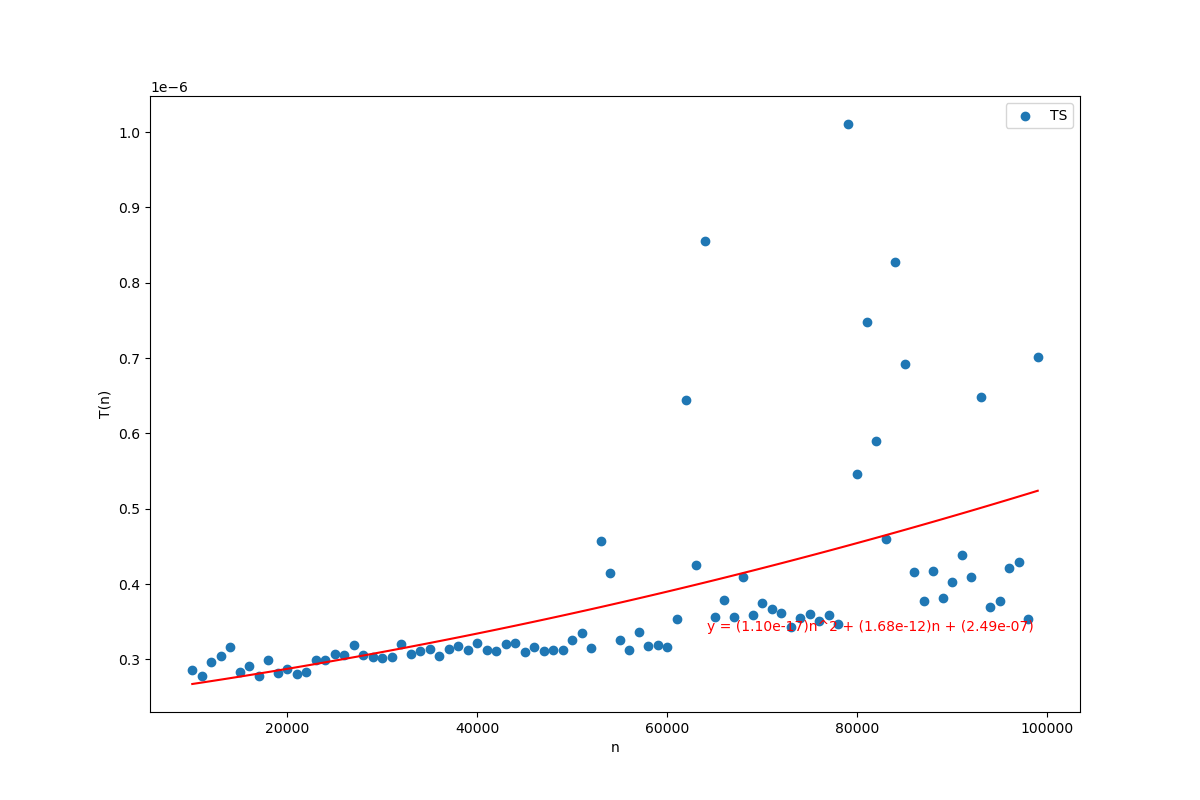 1e−6
TS
1.0
0.9
0.8
0.7
0.6
0.5
0.4
0.3
T(n)
y = (1.10e-17)n^2 + (1.68e-12)n + (2.49e-07)
20000 40000 60000 80000 100000
n